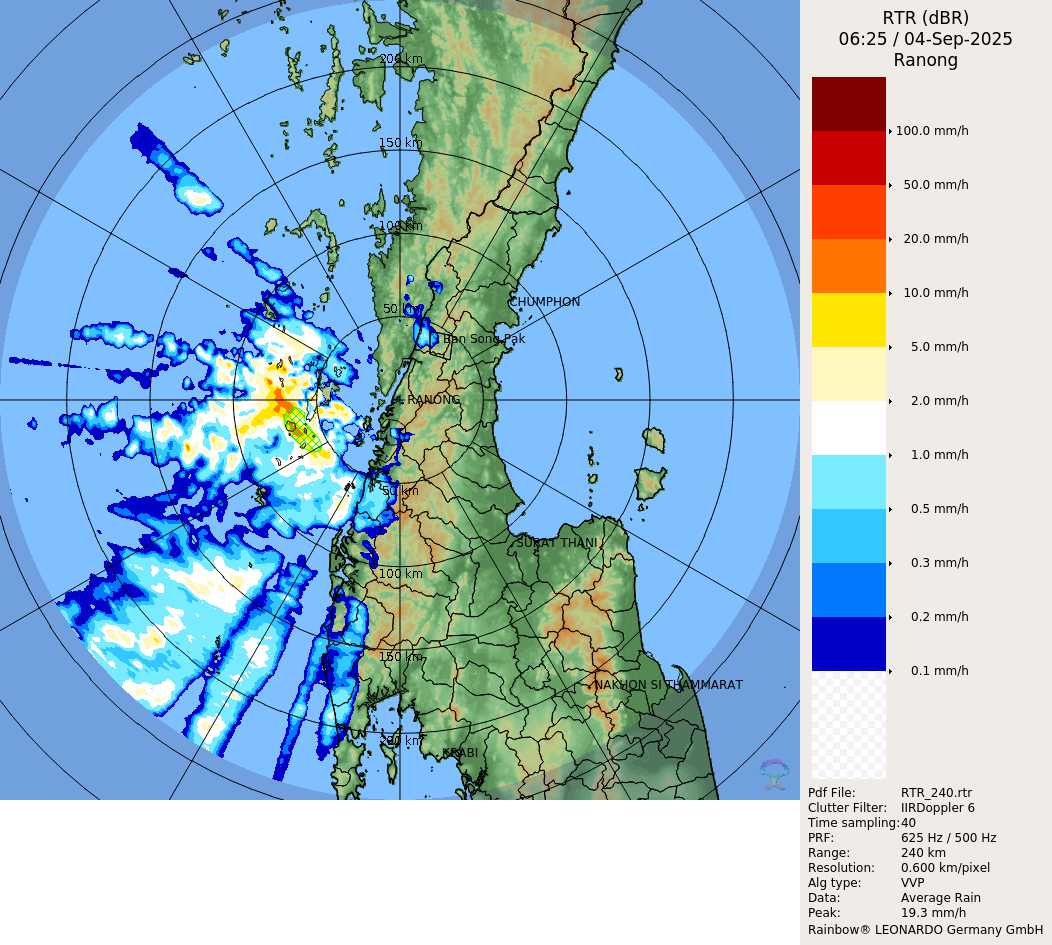 RTR (dBR)
06:25 / 04-Sep-2025
Ranong
200 km
150 km
100 km
50 km
CHUMPHON
Ban Song Pak
RANONG
50 km
SURAT THANI
100 km
150 km
NAKHON SI THAMMARAT
200 km
KRABI
100.0 mm/h
50.0 mm/h
20.0 mm/h
10.0 mm/h
5.0 mm/h
2.0 mm/h
1.0 mm/h
0.5 mm/h
0.3 mm/h
0.2 mm/h
0.1 mm/h
Pdf File: RTR_240.rtr
Clutter Filter: IIRDoppler 6
Time sampling:40
PRF: 625 Hz / 500 Hz
Range: 240 km
Resolution: 0.600 km/pixel
Alg type: VVP
Data: Average Rain
Peak: 19.3 mm/h
Rainbow® LEONARDO Germany GmbH